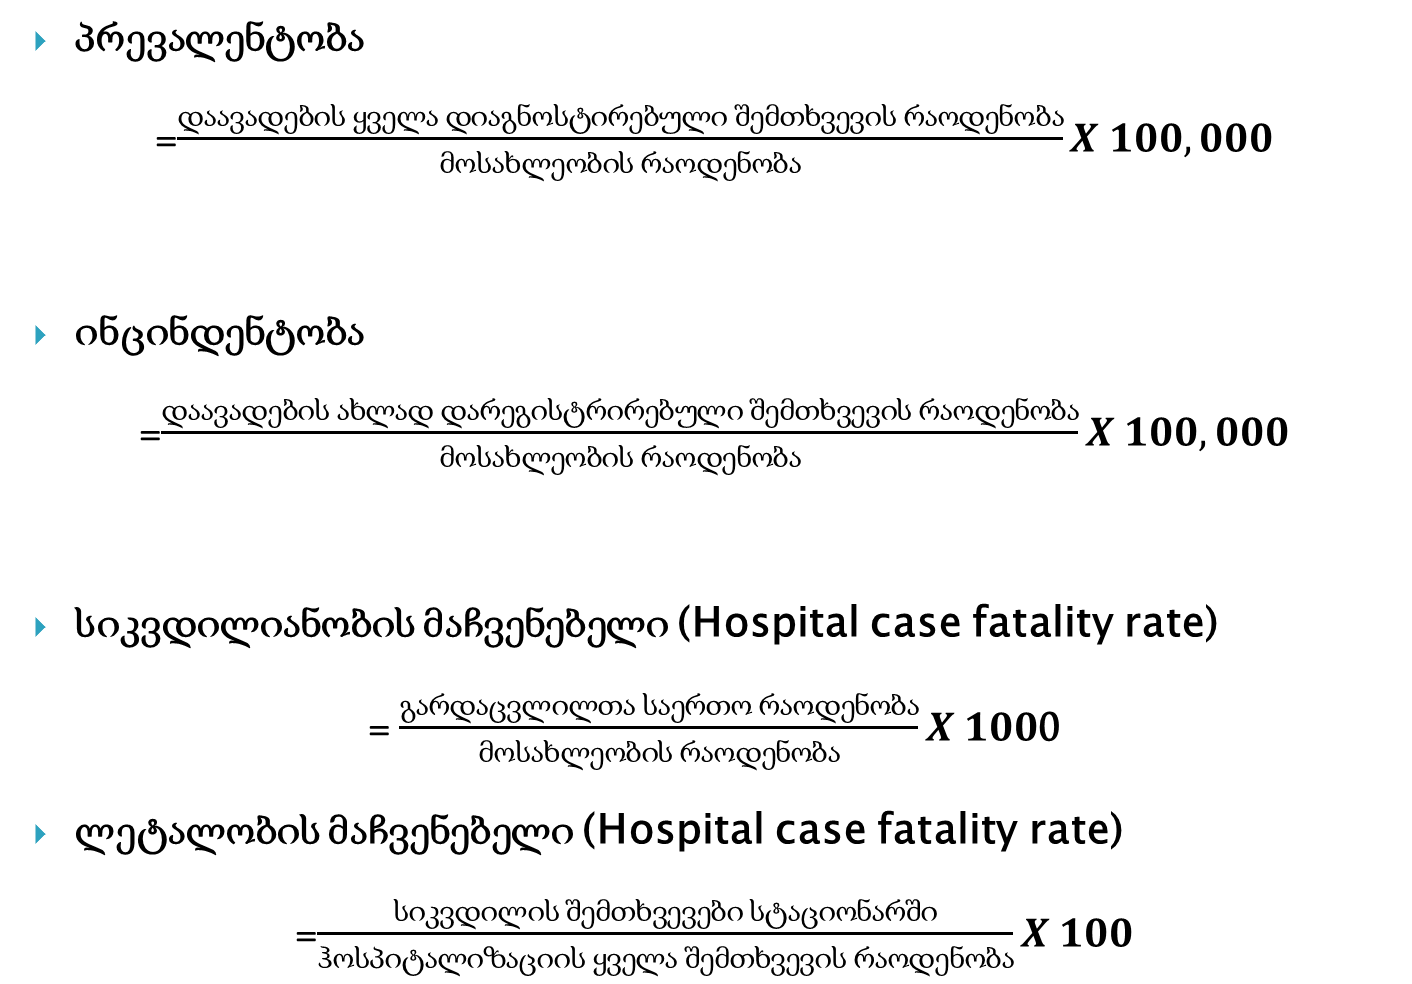 პრევალენტობა
=დაავადების ყველა დიაგნოსტირებული შემთხვევის რაოდენობა X 100,000
მოსახლეობის რაოდენობა
ინცინდენტობა
=დაავადების ახლად დარეგისტრირებული შემთხვევის რაოდენობა X 100,000
მოსახლეობის რაოდენობა
სიკვდილიანობის მაჩვენებელი (Hospital case fatality rate)
= გარდაცვლილთა საერთო რაოდენობა X 1000
მოსახლეობის რაოდენობა
ლეტალობის მაჩვენებელი (Hospital case fatality rate)
=სიკვდილის შემთხვევები სტაციონარში X 100
ჰოსპიტალიზაციის ყველა შემთხვევის რაოდენობა